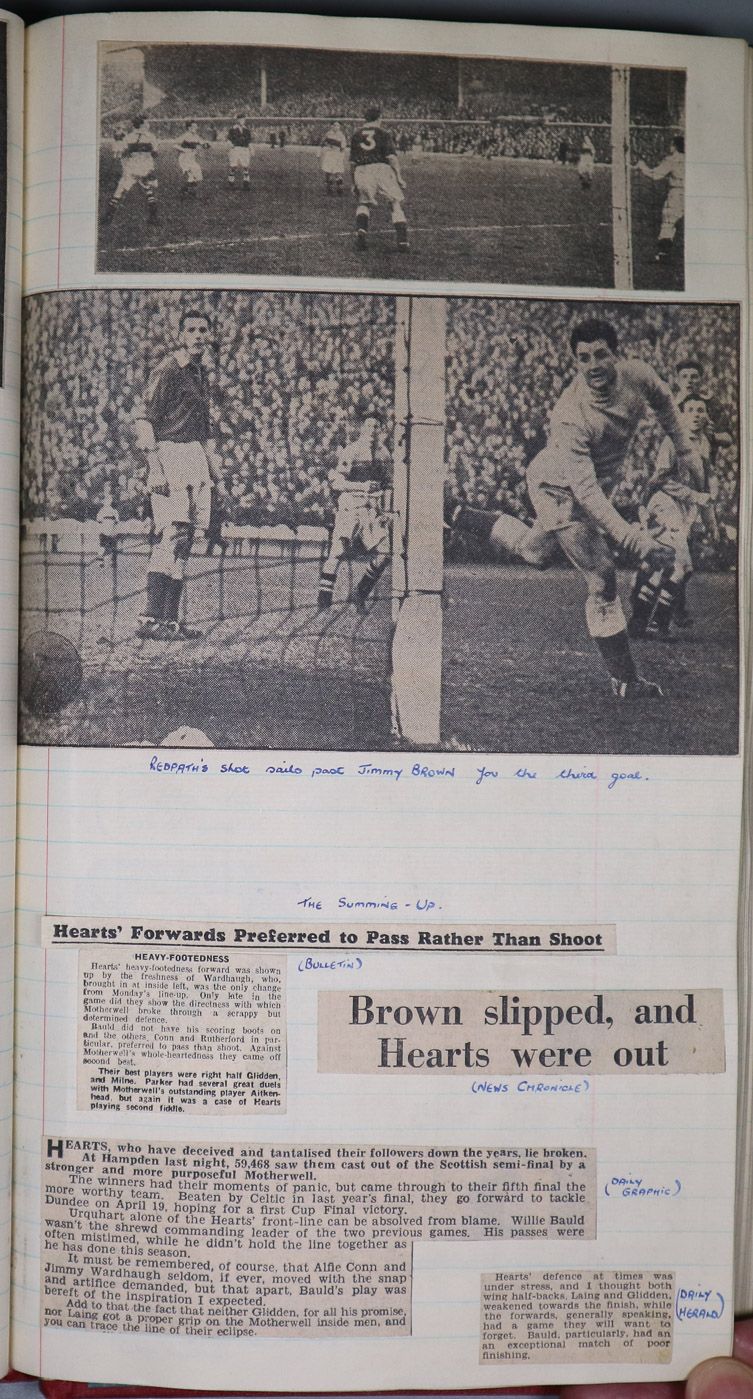 3
REDPATH'S shot sails past Jimmy BROWN for the third goal.
THE SUMMING-UP.
Hearts' Forwards Preferred to Pass Rather Than Shoot
(BULLETIN)
HEAVY-FOOTEDNESS
Hearts' heavy-footedness forward was shown
up by the freshness of Wardhaugh, who,
brought in at inside left, was the only change
from Monday's line-up. Only late in the
game did they show the directness with which
Motherwell broke through a scrappy but
determined defence.
Bauld did not have his scoring boots on
and the others, Conn and Rutherford in par-
ticular, preferred to pass than shoot. Against
Motherwell's whole-heartedness they came off
second best.
Their best players were right half Glidden,
and Milne. Parker had several great duels
with Motherwell's outstanding player Aitken-
head, but again it was a case of Hearts
playing second fiddle.
Brown slipped, and
Hearts were out
(NEWS CHRONICLE)
HEARTS, who have deceived and tantalised their followers down the years, lie broken.
At Hampden last night, 59,468 saw them cast out of the Scottish semi-final by a
stronger and more purposeful Motherwell.
The winners had their moments of panic, but came through to their fifth final the
more worthy team. Beaten by Celtic in last year's final, they go forward to tackle
Dundee on April 19, hoping for a first Cup Final victory.
Urquhart alone of the Hearts' front-line can be absolved from blame. Willie Bauld
wasn't the shrewd commanding leader of the two previous games. His passes were
often mistimed, while he didn't hold the line together as
he has done this season.
It must be remembered, of course, that Alfie Conn and
Jimmy Wardhaugh seldom, if ever, moved with the snap
and artifice demanded, but that apart, Bauld's play was
bereft of the inspiration I expected.
Add to that the fact that neither Glidden, for all his promise,
nor Laing got a proper grip on the Motherwell inside men, and
you can trace the line of their eclipse.
(DAILY
GRAPHIC)
Hearts' defence at times was
under stress, and I thought both
wing half-backs, Laing and Glidden,
weakened towards the finish, while
the forwards, generally speaking,
had a game they will want to
forget. Bauld, particularly, had an
an exceptional match of poor
finishing.
(DAILY
HERALD)